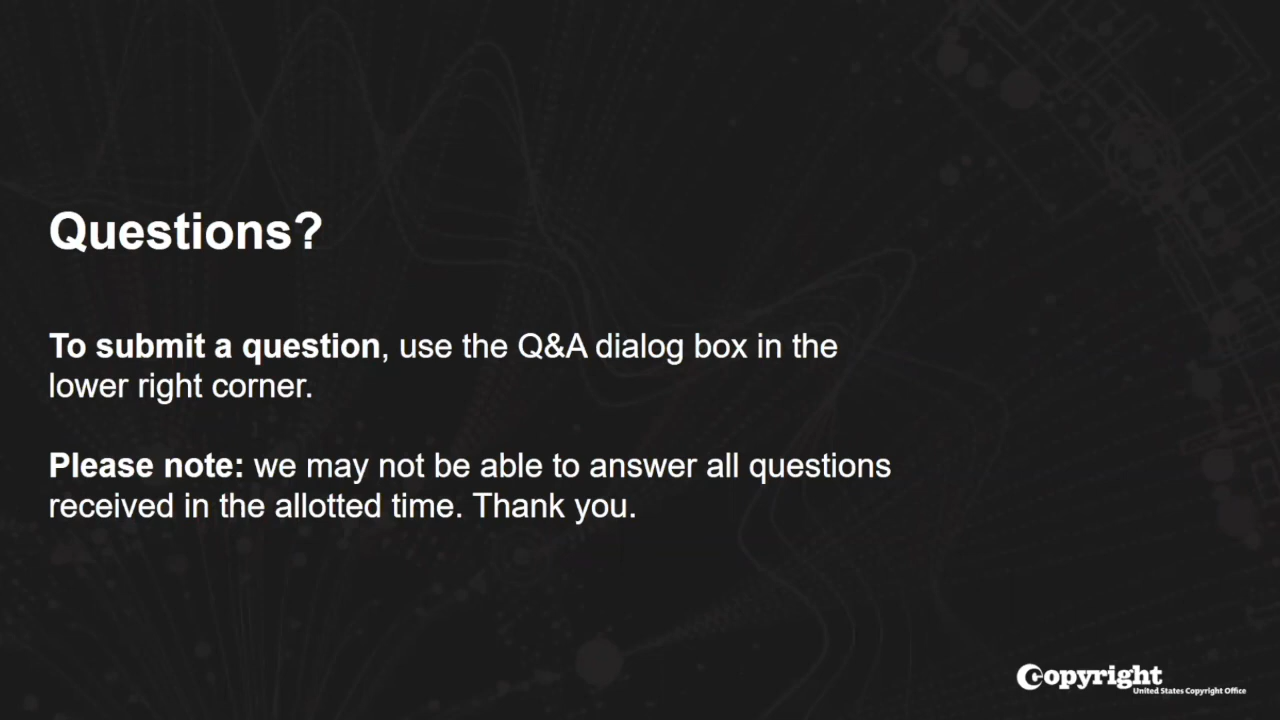 Questions?
To submit a question, use the Q&A dialog box in the
lower right corner.
Please note: we may not be able to answer all questions
received in the allotted time. Thank you.
Copyright
United States Copyright Office